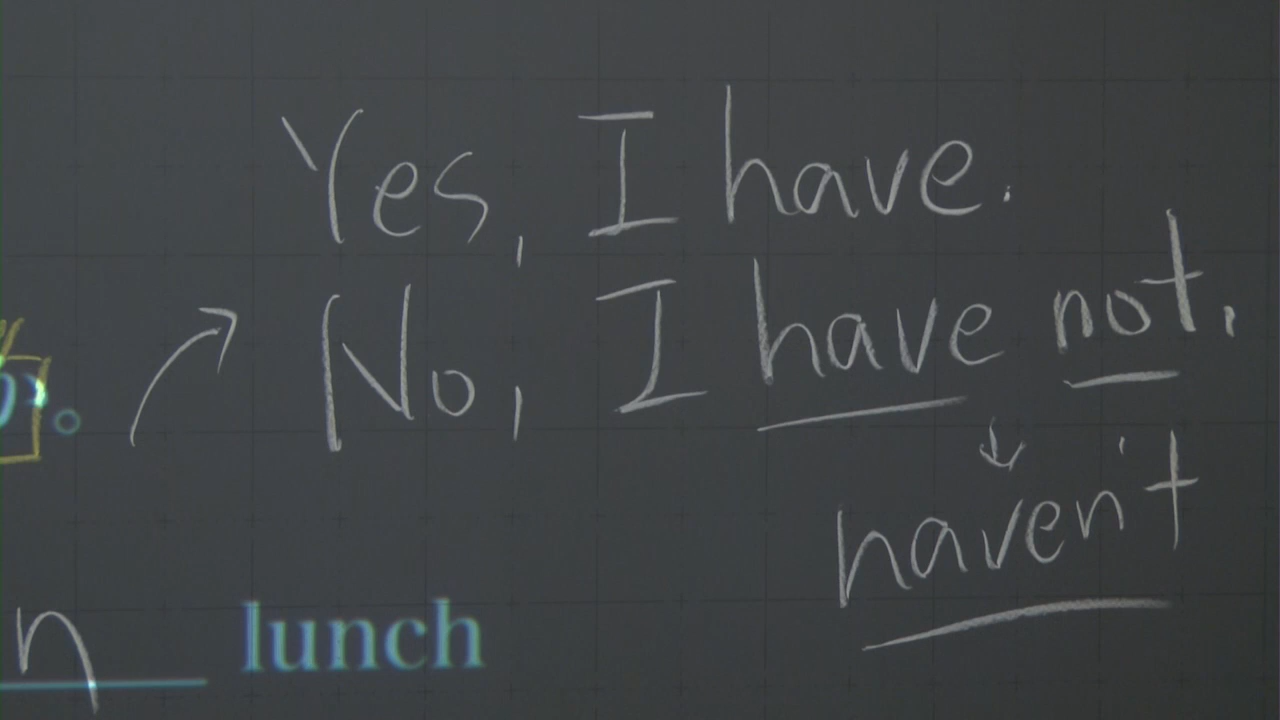 Yes, I have.
No, I have not.
haven't
n lunch